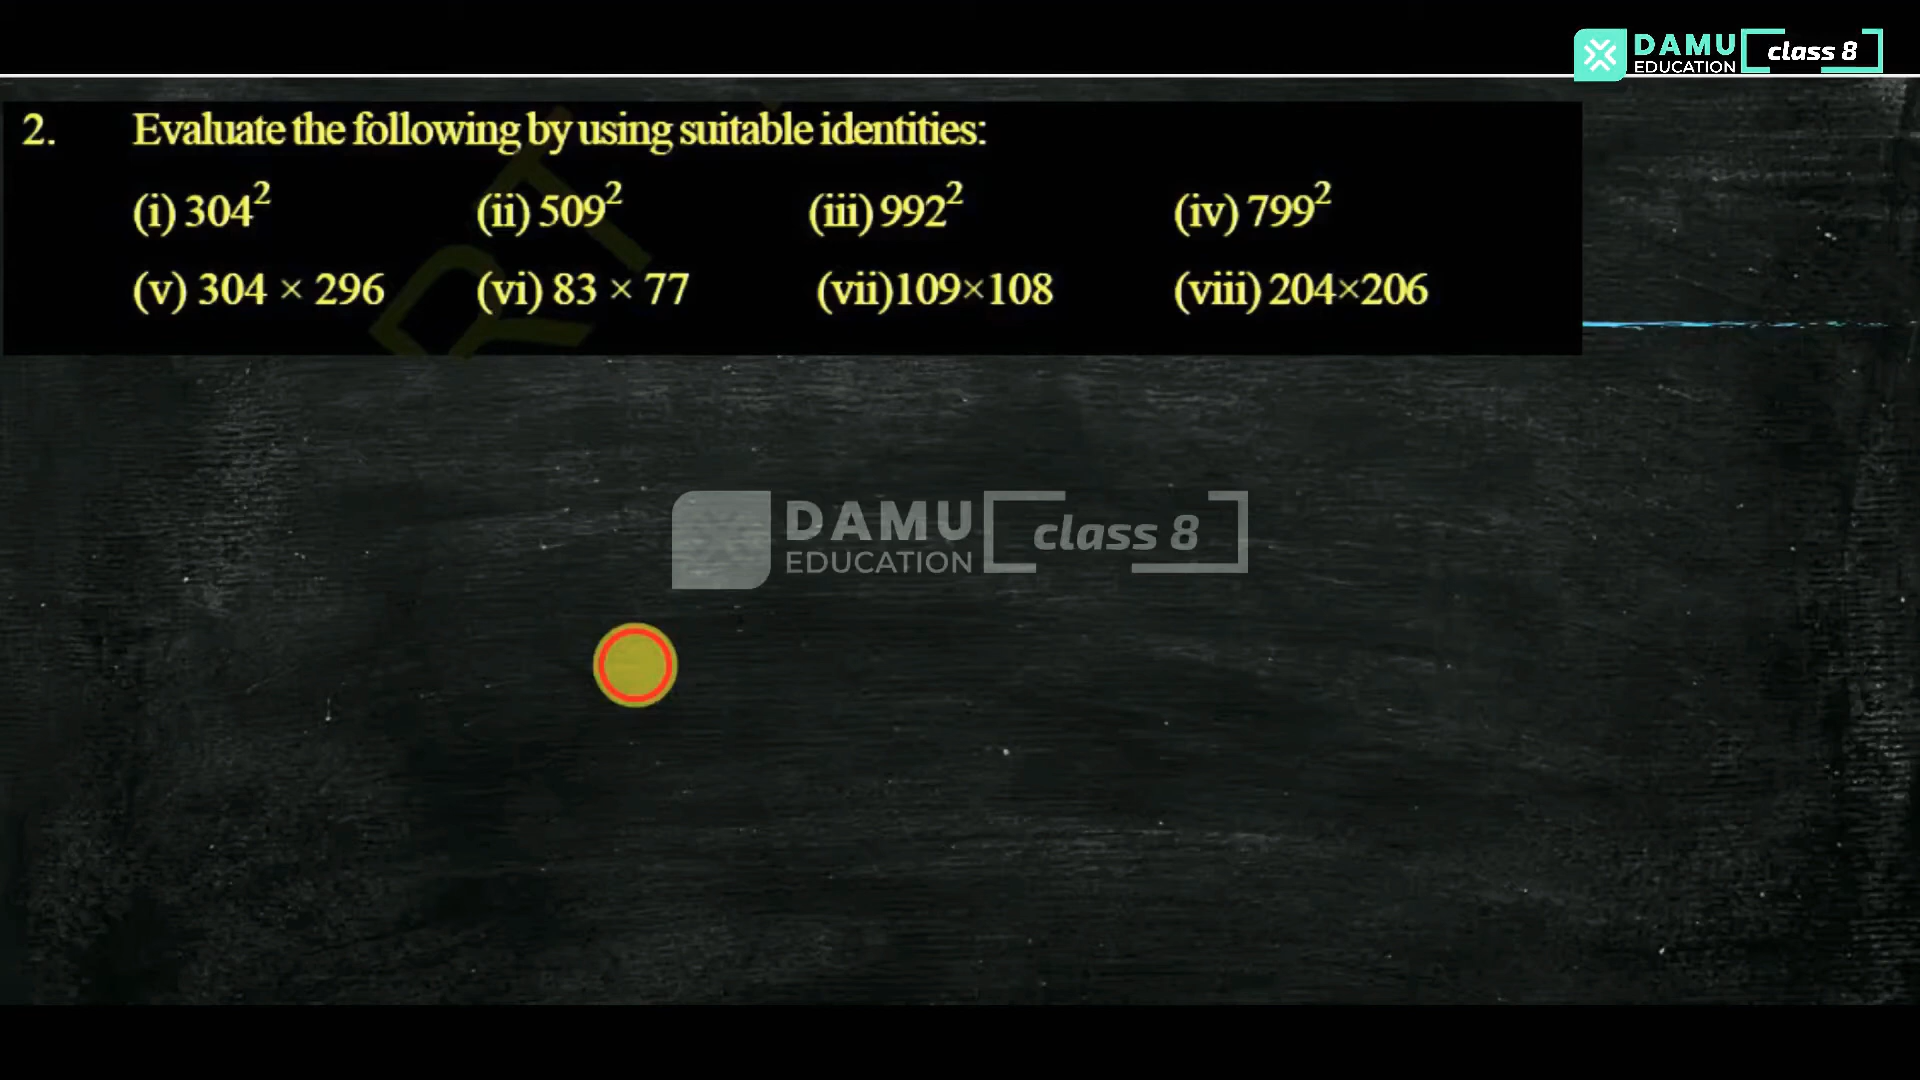 DAMU
EDUCATION
class 8
2. Evaluate the following by using suitable identities:
(i) 304² (ii) 509² (iii) 992² (iv) 799²
(v) 304 × 296 (vi) 83 × 77 (vii)109×108 (viii) 204×206
DAMU
EDUCATION
class 8